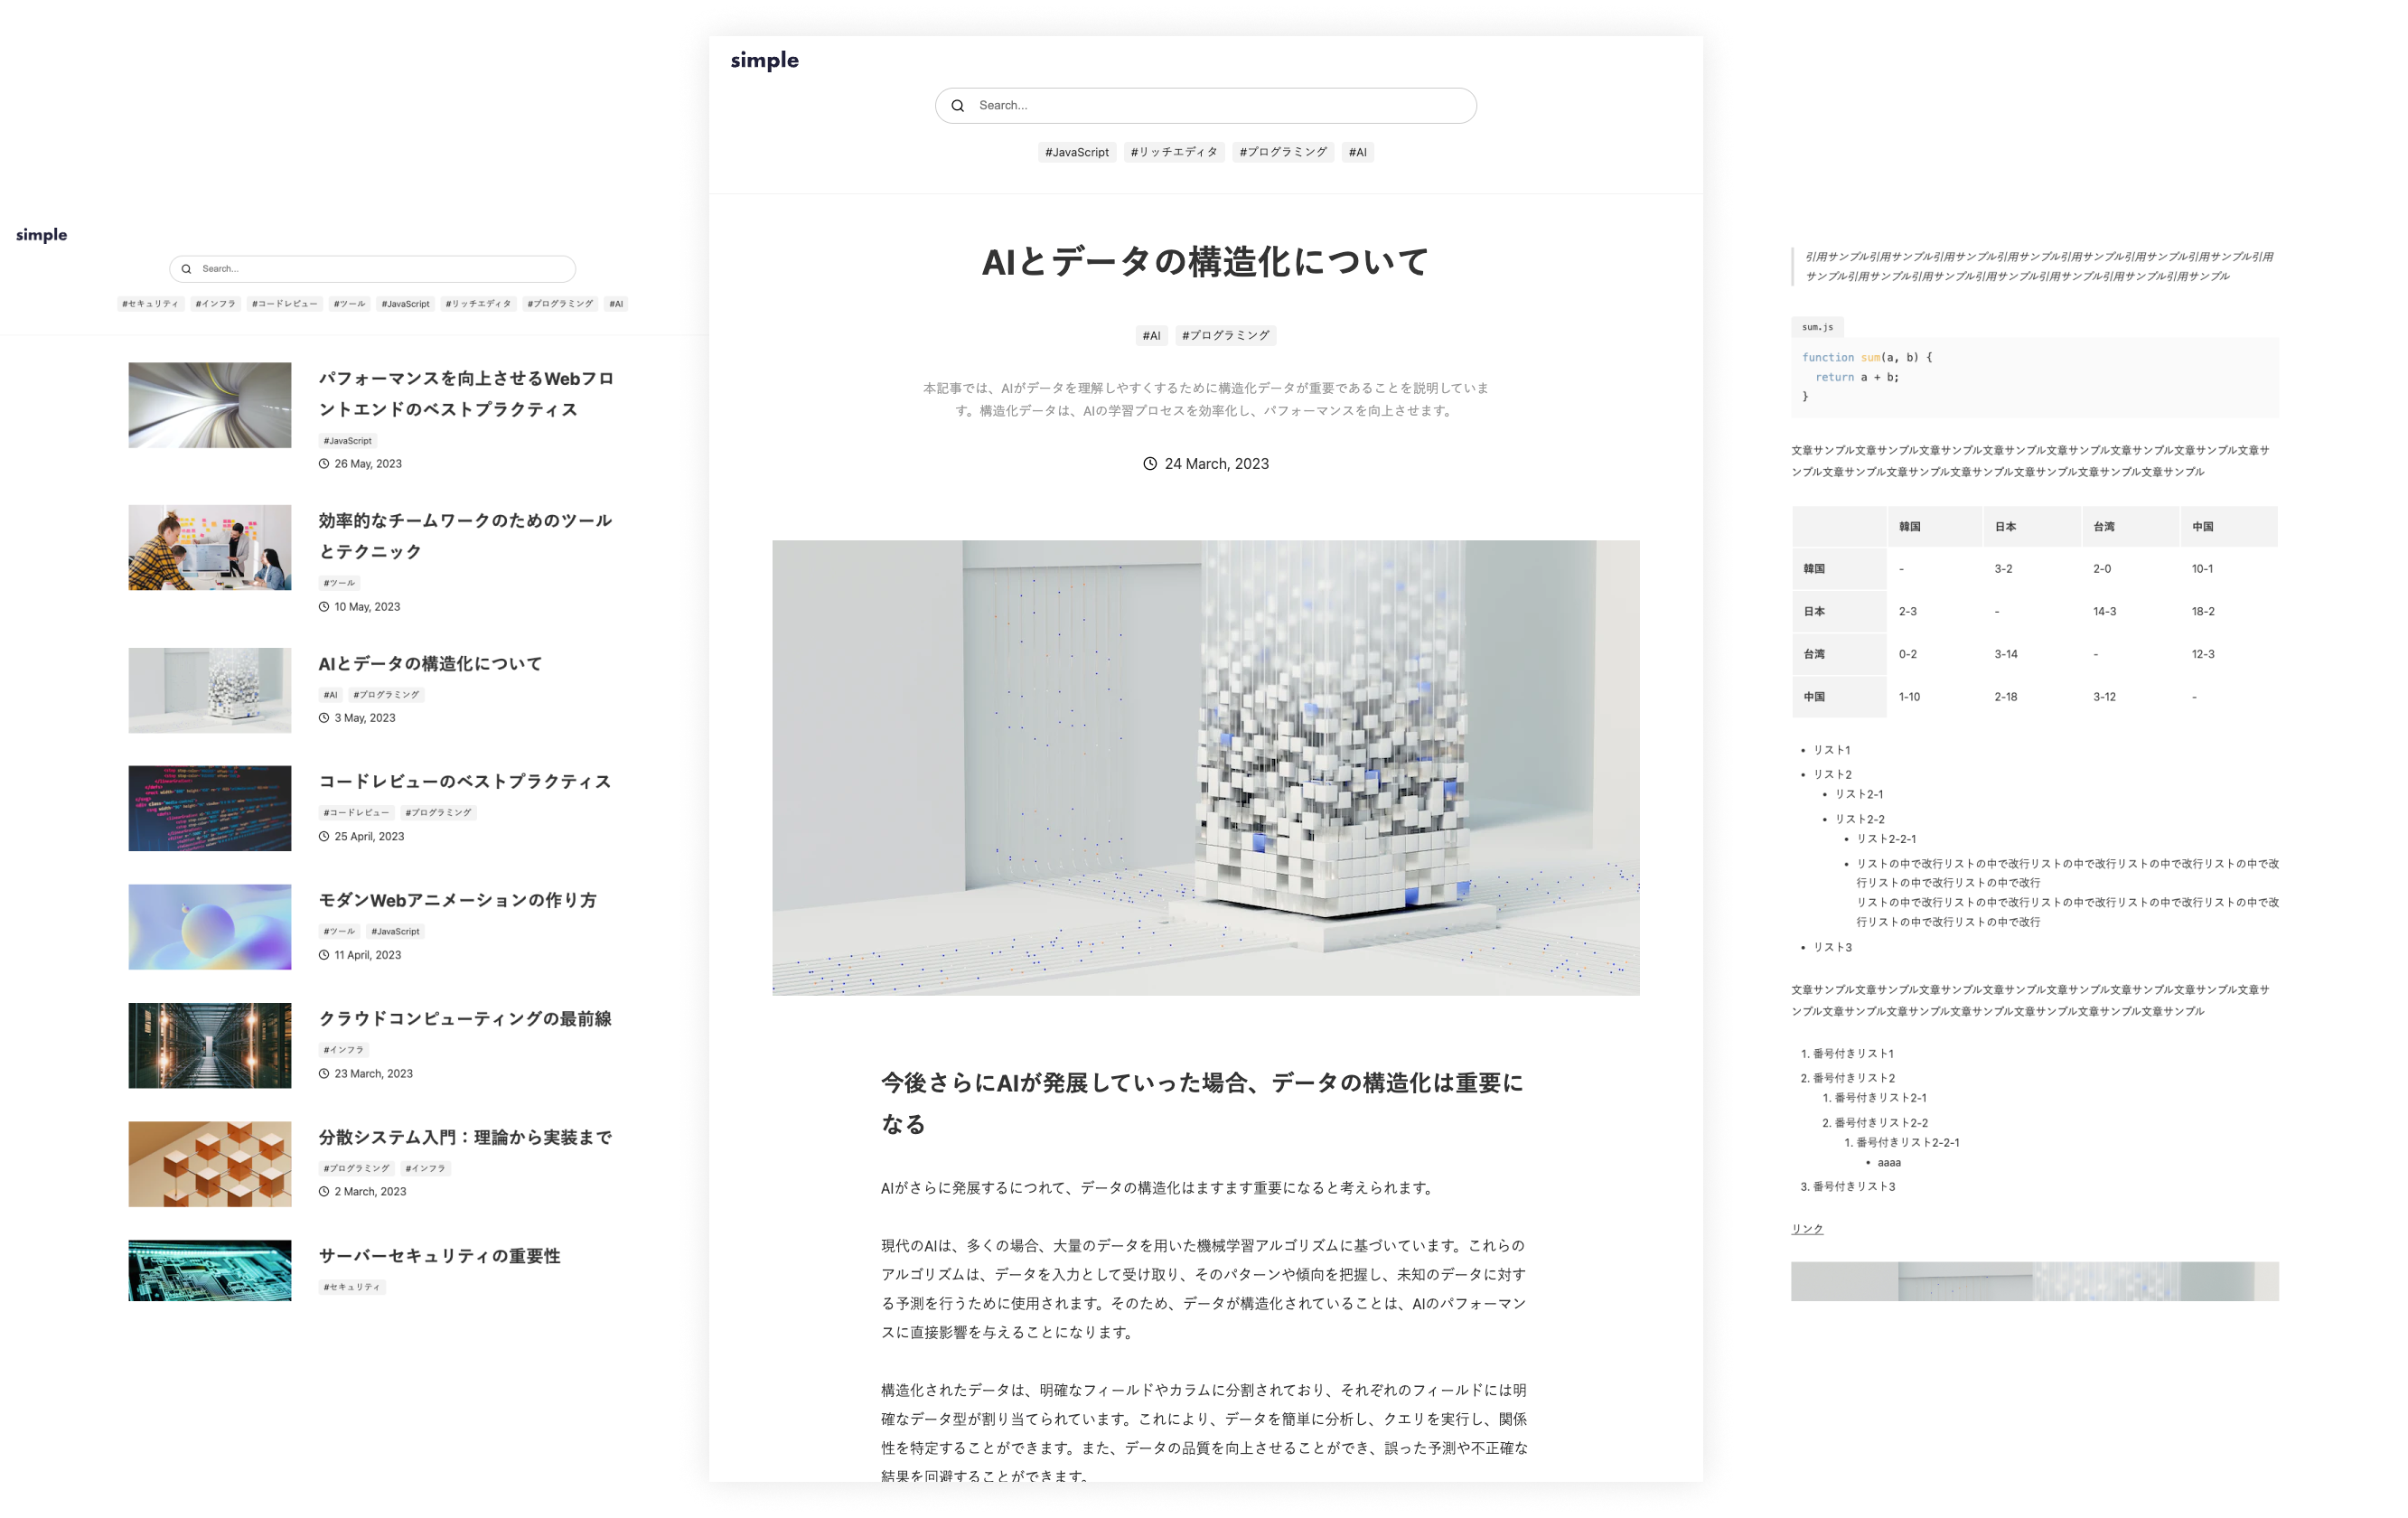 simple
Search...
#セキュリティ #インフラ #コードレビュー #ツール #JavaScript #リッチエディタ #プログラミング #AI
パフォーマンスを向上させるWebフロ
ントエンドのベストプラクティス
#JavaScript
26 May, 2023
効率的なチームワークのためのツール
とテクニック
#ツール
10 May, 2023
AIとデータの構造化について
#AI #プログラミング
3 May, 2023
コードレビューのベストプラクティス
#コードレビュー #プログラミング
25 April, 2023
モダンWebアニメーションの作り方
#ツール #JavaScript
11 April, 2023
クラウドコンピューティングの最前線
#インフラ
23 March, 2023
分散システム入門：理論から実装まで
#プログラミング #インフラ
2 March, 2023
サーバーセキュリティの重要性
#セキュリティ
simple
Search...
#JavaScript #リッチエディタ #プログラミング #AI
AIとデータの構造化について
#AI #プログラミング
本記事では、AIがデータを理解しやすくするために構造化データが重要であることを説明していま
す。構造化データは、AIの学習プロセスを効率化し、パフォーマンスを向上させます。
24 March, 2023
今後さらにAIが発展していった場合、データの構造化は重要に
なる
AIがさらに発展するにつれて、データの構造化はますます重要になると考えられます。
現代のAIは、多くの場合、大量のデータを用いた機械学習アルゴリズムに基づいています。これらの
アルゴリズムは、データを入力として受け取り、そのパターンや傾向を把握し、未知のデータに対す
る予測を行うために使用されます。そのため、データが構造化されていることは、AIのパフォーマン
スに直接影響を与えることになります。
構造化されたデータは、明確なフィールドやカラムに分割されており、それぞれのフィールドには明
確なデータ型が割り当てられています。これにより、データを簡単に分析し、クエリを実行し、関係
性を特定することができます。また、データの品質を向上させることができ、誤った予測や不正確な
結果を回避することができます。
引用サンプル引用サンプル引用サンプル引用サンプル引用サンプル引用サンプル引用サンプル引用
サンプル引用サンプル引用サンプル引用サンプル引用サンプル引用サンプル引用サンプル
sum.js
function sum(a, b) {
return a + b;
}
文章サンプル文章サンプル文章サンプル文章サンプル文章サンプル文章サンプル文章サンプル文章サ
ンプル文章サンプル文章サンプル文章サンプル文章サンプル文章サンプル文章サンプル
韓国 日本 台湾 中国
韓国 - 3-2 2-0 10-1
日本 2-3 - 14-3 18-2
台湾 0-2 3-14 - 12-3
中国 1-10 2-18 3-12 -
• リスト1
• リスト2
• リスト2-1
• リスト2-2
• リスト2-2-1
• リストの中で改行リストの中で改行リストの中で改行リストの中で改行リストの中で改
行リストの中で改行リストの中で改行
リストの中で改行リストの中で改行リストの中で改行リストの中で改行リストの中で改
行リストの中で改行リストの中で改行
• リスト3
文章サンプル文章サンプル文章サンプル文章サンプル文章サンプル文章サンプル文章サンプル文章サ
ンプル文章サンプル文章サンプル文章サンプル文章サンプル文章サンプル文章サンプル
1. 番号付きリスト1
2. 番号付きリスト2
1. 番号付きリスト2-1
2. 番号付きリスト2-2
1. 番号付きリスト2-2-1
• aaaa
3. 番号付きリスト3
リンク